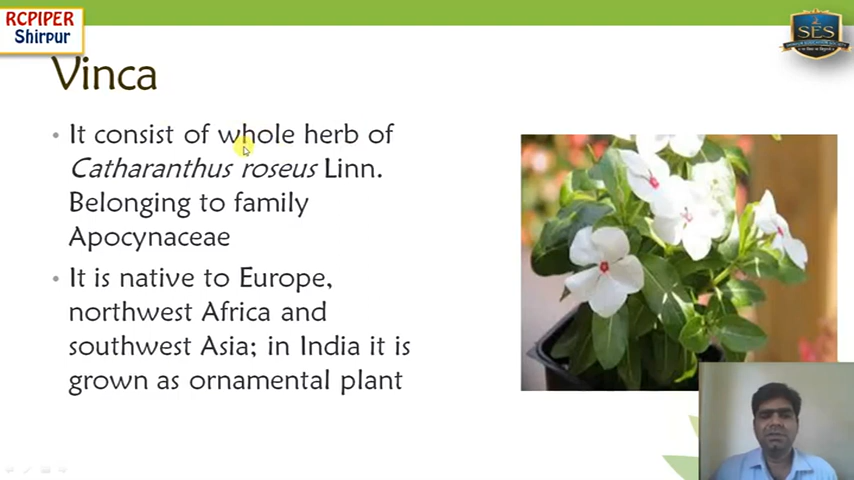 RCPIPER
Shirpur
SES
Vinca
• It consist of whole herb of
Catharanthus roseus Linn.
Belonging to family
Apocynaceae
• It is native to Europe,
northwest Africa and
southwest Asia; in India it is
grown as ornamental plant